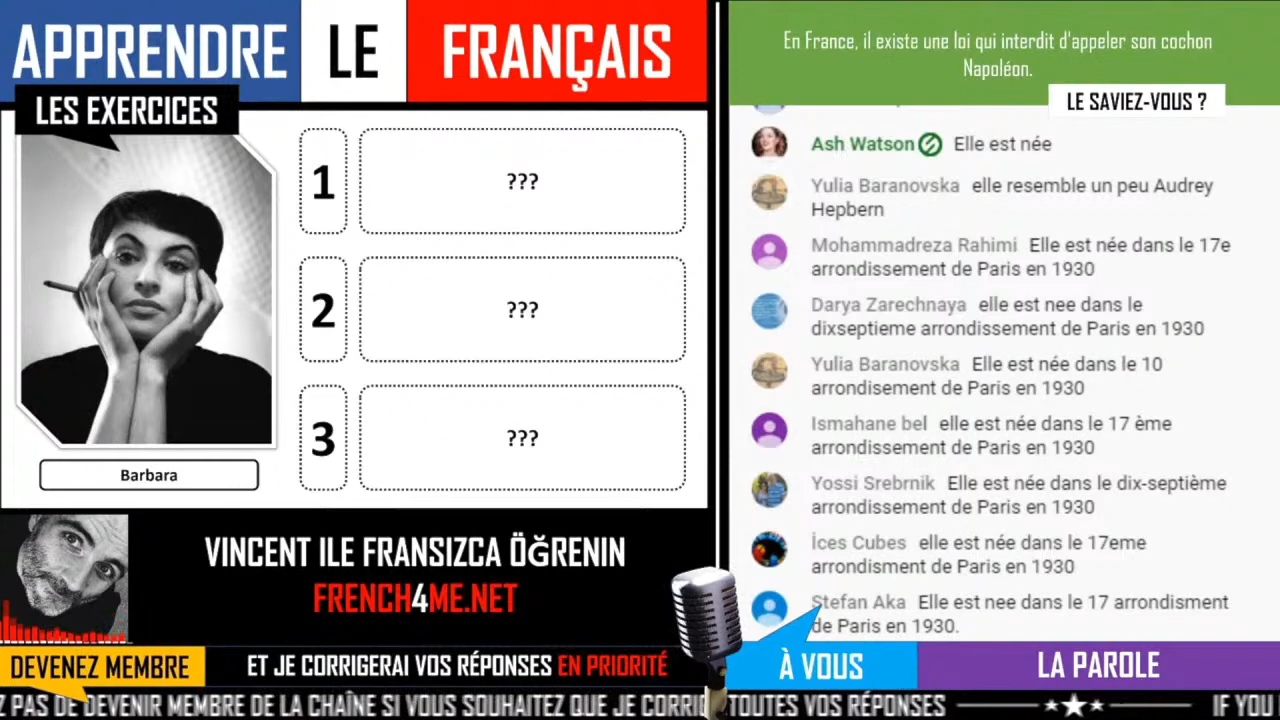 APPRENDRE LE FRANÇAIS
LES EXERCICES
1
???
2
???
3
???
Barbara
VINCENT ILE FRANSIZCA ÖĞRENIN
FRENCH4ME.NET
DEVENEZ MEMBRE
ET JE CORRIGERAI VOS RÉPONSES EN PRIORITÉ
En France, il existe une loi qui interdit d'appeler son cochon
Napoléon.
LE SAVIEZ-VOUS ?
Ash Watson Elle est née
Yulia Baranovska elle resemble un peu Audrey
Hepbern
Mohammadreza Rahimi Elle est née dans le 17e
arrondissement de Paris en 1930
Darya Zarechnaya elle est nee dans le
dixseptieme arrondissement de Paris en 1930
Yulia Baranovska Elle est née dans le 10
arrondisement de Paris en 1930
Ismahane bel elle est née dans le 17 ème
arrondissement de Paris en 1930
Yossi Srebrnik Elle est née dans le dix-septième
arrondissement de Paris en 1930
İces Cubes elle est née dans le 17eme
arrondisment de Parisme en 1930
Stefan Aka Elle est nee dans le 17 arrondisment
de Paris en 1930.
À VOUS
LA PAROLE
Z PAS DE DEVENIR MEMBRE DE LA CHAÎNE SI VOUS SOUHAITEZ QUE JE CORRIG TOUTES VOS RÉPONSES IF YOU